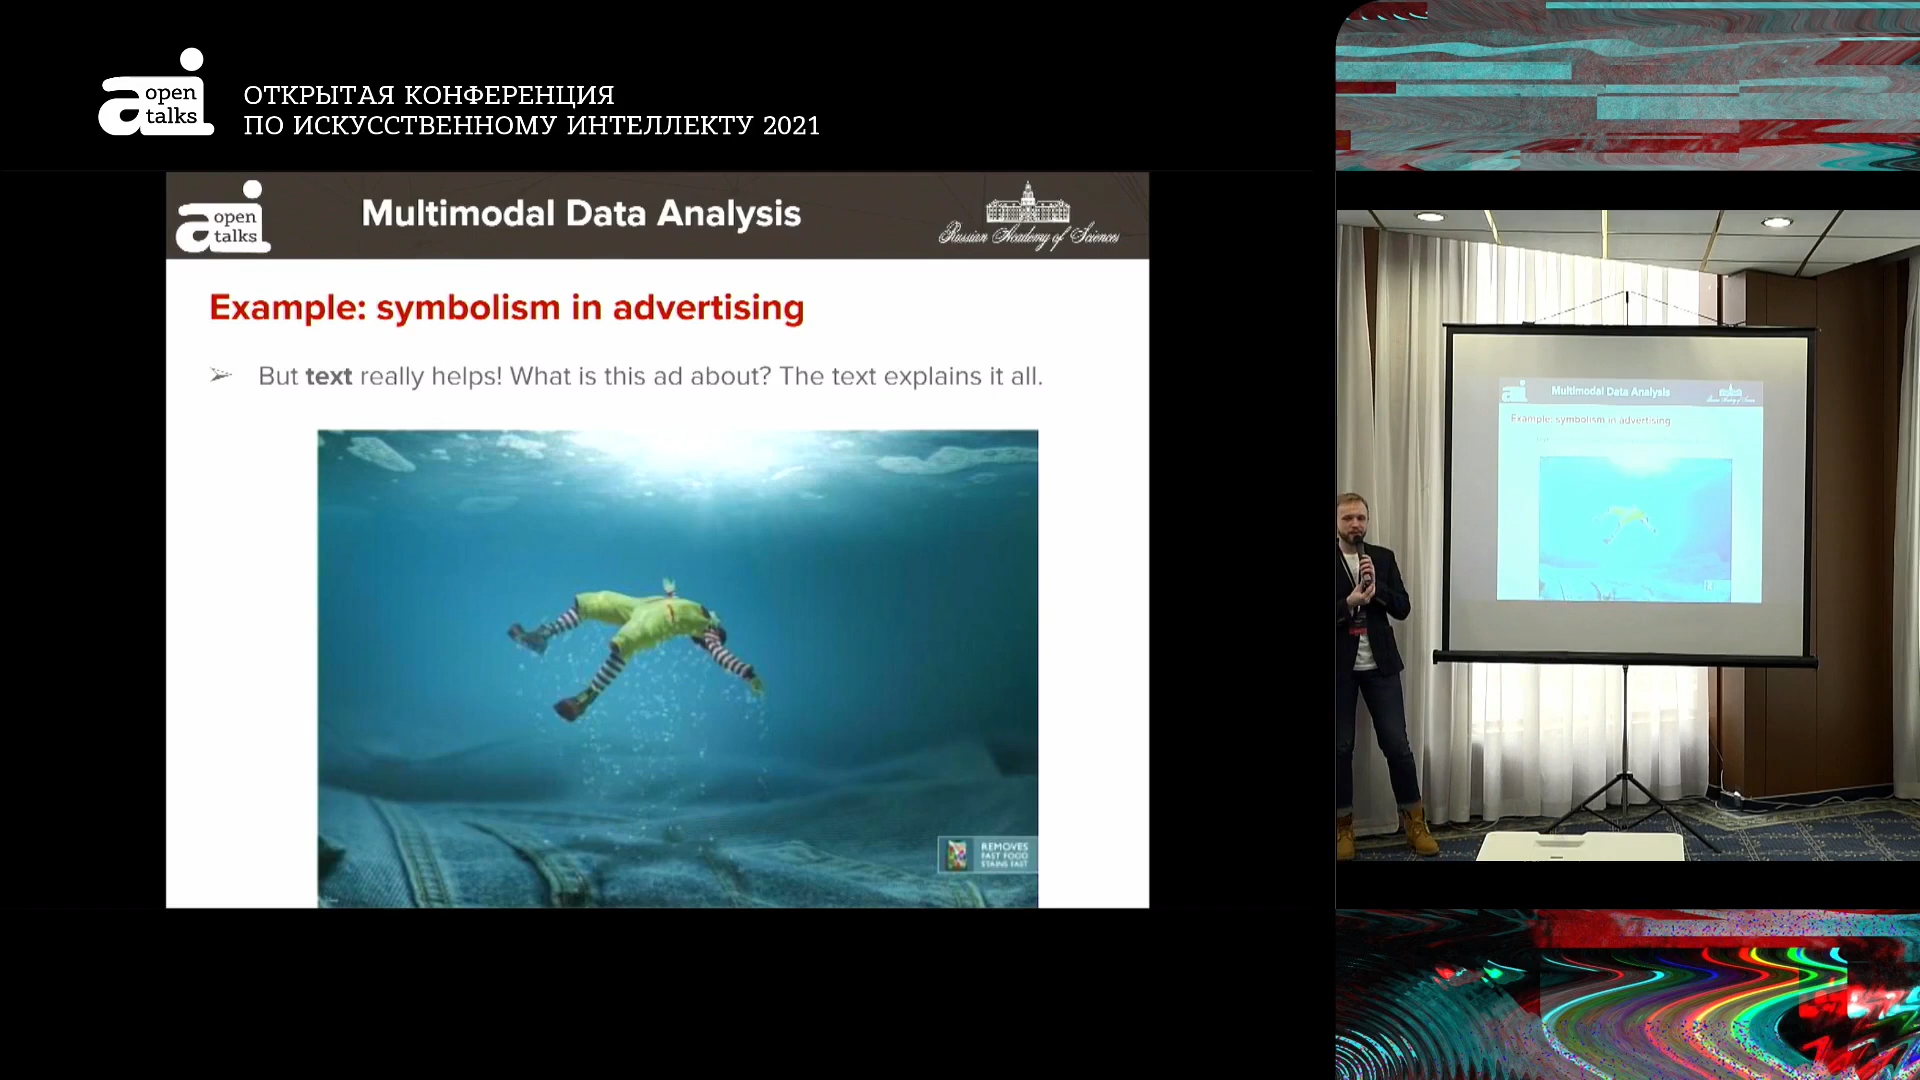 open
talks
ОТКРЫТАЯ КОНФЕРЕНЦИЯ
ПО ИСКУССТВЕННОМУ ИНТЕЛЛЕКТУ 2021
open
talks
Multimodal Data Analysis
Russian Academy of Sciences
Example: symbolism in advertising
➢ But text really helps! What is this ad about? The text explains it all.
REMOVES
FAST FOOD
STAINS FAST
Multimodal Data Analysis
Example: symbolism in advertising